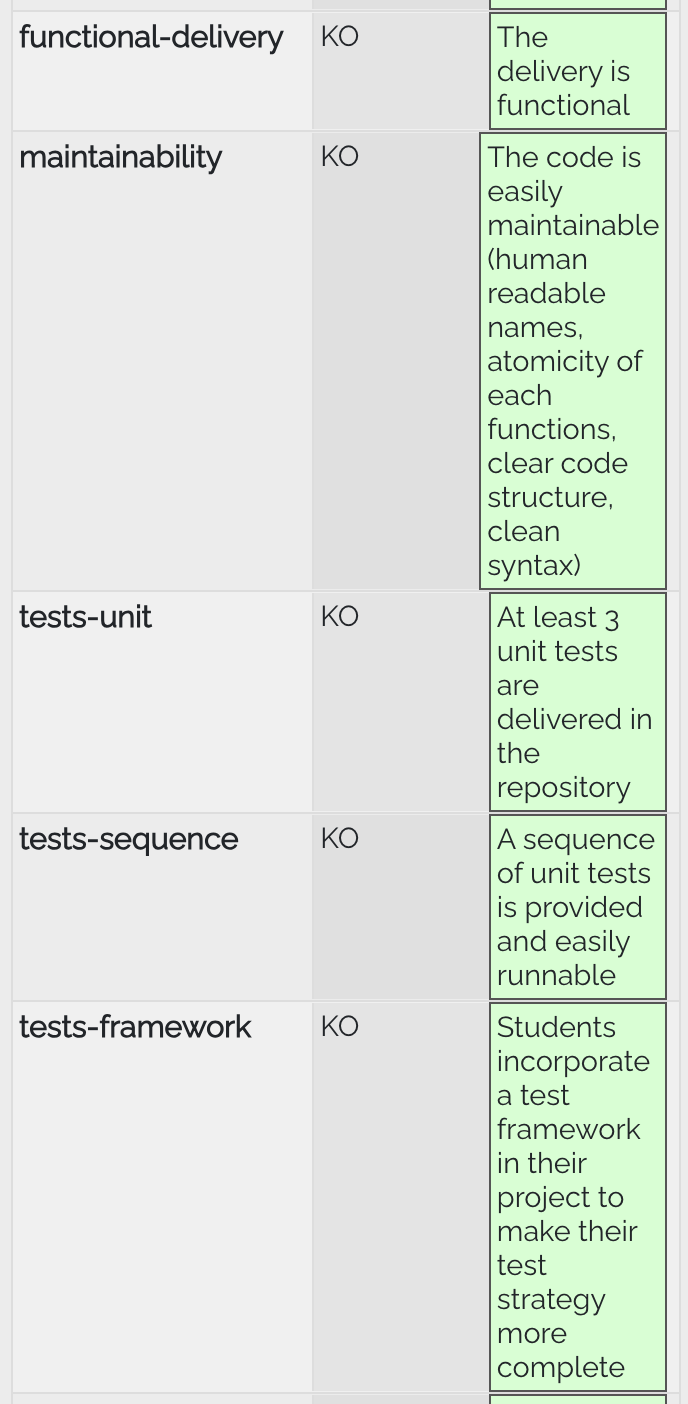 functional-delivery
KO
The
delivery is
functional
maintainability
KO
The code is
easily
maintainable
(human
readable
names,
atomicity of
each
functions,
clear code
structure,
clean
syntax)
tests-unit
KO
At least 3
unit tests
are
delivered in
the
repository
tests-sequence
KO
A sequence
of unit tests
is provided
and easily
runnable
tests-framework
KO
Students
incorporate
a test
framework
in their
project to
make their
test
strategy
more
complete